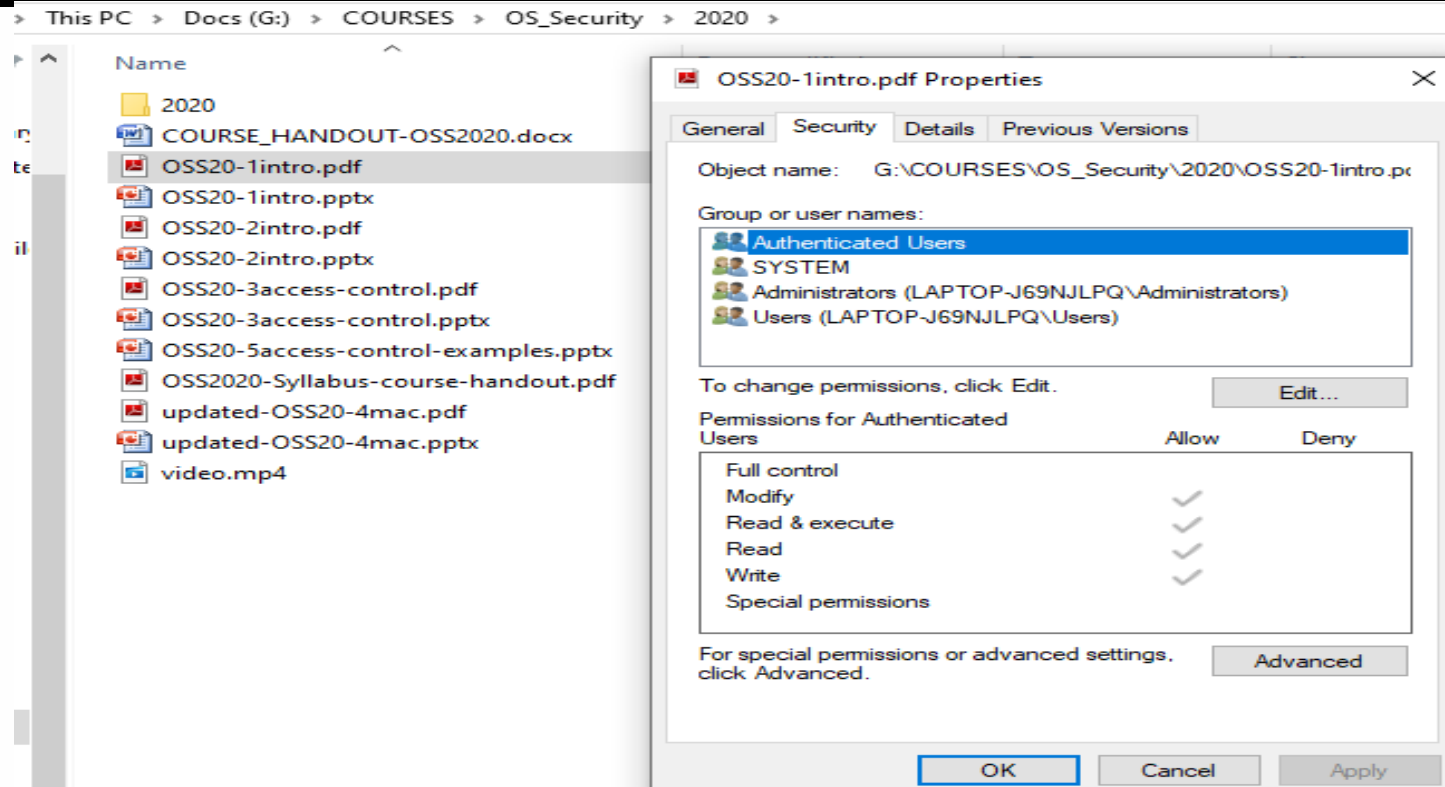 This PC > Docs (G:) > COURSES > OS_Security > 2020 >
Name
2020
COURSE_HANDOUT-OSS2020.docx
OSS20-1intro.pdf
OSS20-1intro.pptx
OSS20-2intro.pdf
OSS20-2intro.pptx
OSS20-3access-control.pdf
OSS20-3access-control.pptx
OSS20-5access-control-examples.pptx
OSS2020-Syllabus-course-handout.pdf
updated-OSS20-4mac.pdf
updated-OSS20-4mac.pptx
video.mp4
OSS20-1intro.pdf Properties
General Security Details Previous Versions
Object name: G:\COURSES\OS_Security\2020\OSS20-1intro.pd
Group or user names:
Authenticated Users
SYSTEM
Administrators (LAPTOP-J69NJLPQ\Administrators)
Users (LAPTOP-J69NJLPQ\Users)
To change permissions, click Edit.
Edit...
Permissions for Authenticated
Users Allow Deny
Full control
Modify
Read & execute
Read
Write
Special permissions
For special permissions or advanced settings,
click Advanced.
Advanced
OK Cancel Apply